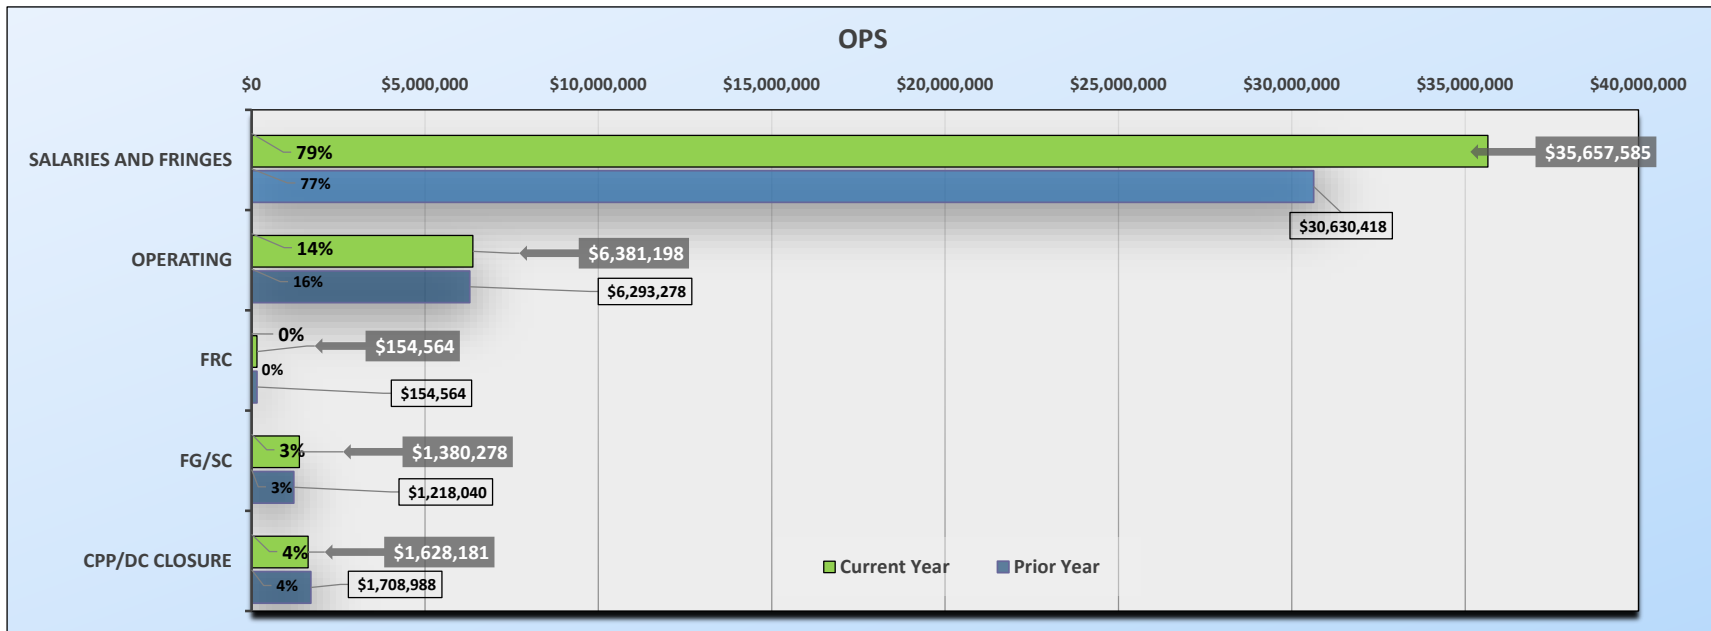 OPS
$0 $5,000,000 $10,000,000 $15,000,000 $20,000,000 $25,000,000 $30,000,000 $35,000,000 $40,000,000
SALARIES AND FRINGES
79%
$35,657,585
77%
$30,630,418
OPERATING
14%
$6,381,198
16%
$6,293,278
FRC
0%
$154,564
0%
$154,564
FG/SC
3%
$1,380,278
3%
$1,218,040
CPP/DC CLOSURE
4%
$1,628,181
4%
$1,708,988
Current Year Prior Year